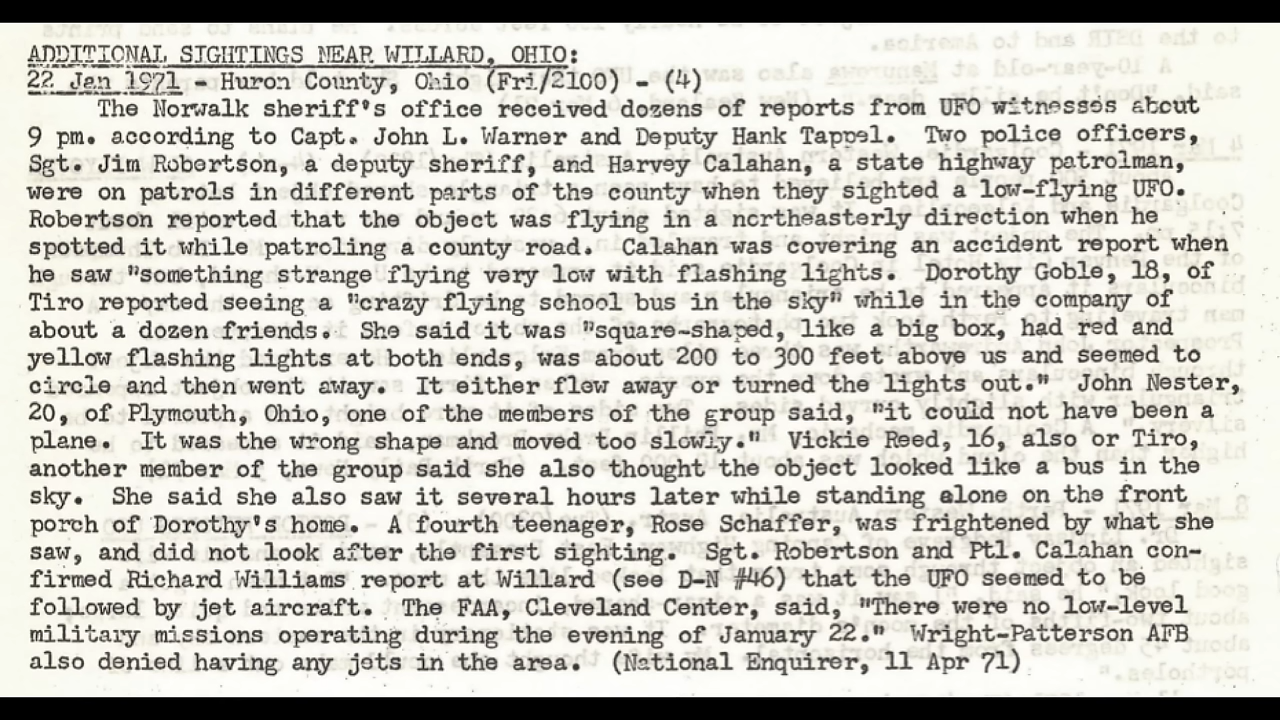 ADDITIONAL SIGHTINGS NEAR WILLARD, OHIO:
22 Jan 1971 - Huron County, Ohio (Fri/2100) - (4)
The Norwalk sheriff's office received dozens of reports from UFO witnesses about
9 pm. according to Capt. John L. Warner and Deputy Hank Tappel. Two police officers,
Sgt. Jim Robertson, a deputy sheriff, and Harvey Calahan, a state highway patrolman,
were on patrols in different parts of the county when they sighted a low-flying UFO.
Robertson reported that the object was flying in a northeasterly direction when he
spotted it while patroling a county road. Calahan was covering an accident report when
he saw "something strange flying very low with flashing lights. Dorothy Goble, 18, of
Tiro reported seeing a "crazy flying school bus in the sky" while in the company of
about a dozen friends. She said it was "square-shaped, like a big box, had red and
yellow flashing lights at both ends, was about 200 to 300 feet above us and seemed to
circle and then went away. It either flew away or turned the lights out." John Nester,
20, of Plymouth, Ohio, one of the members of the group said, "it could not have been a
plane. It was the wrong shape and moved too slowly." Vickie Reed, 16, also or Tiro,
another member of the group said she also thought the object looked like a bus in the
sky. She said she also saw it several hours later while standing alone on the front
porch of Dorothy's home. A fourth teenager, Rose Schaffer, was frightened by what she
saw, and did not look after the first sighting. Sgt. Robertson and Ptl. Calahan con-
firmed Richard Williams report at Willard (see D-N #46) that the UFO seemed to be
followed by jet aircraft. The FAA, Cleveland Center, said, "There were no low-level
military missions operating during the evening of January 22." Wright-Patterson AFB
also denied having any jets in the area. (National Enquirer, 11 Apr 71)